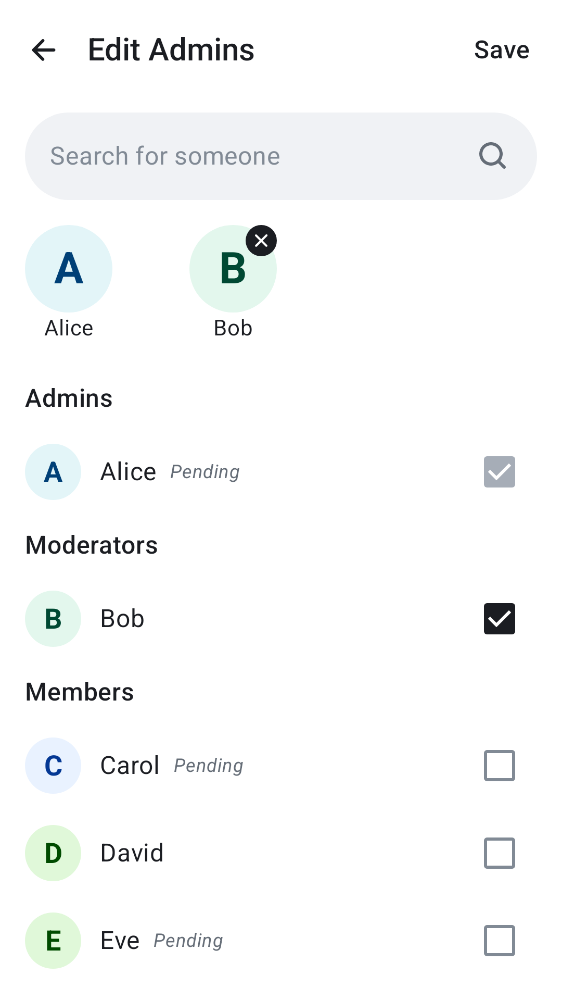 Edit Admins Save
Search for someone
A B
Alice Bob
Admins
A Alice Pending
Moderators
B Bob
Members
C Carol Pending
D David
E Eve Pending